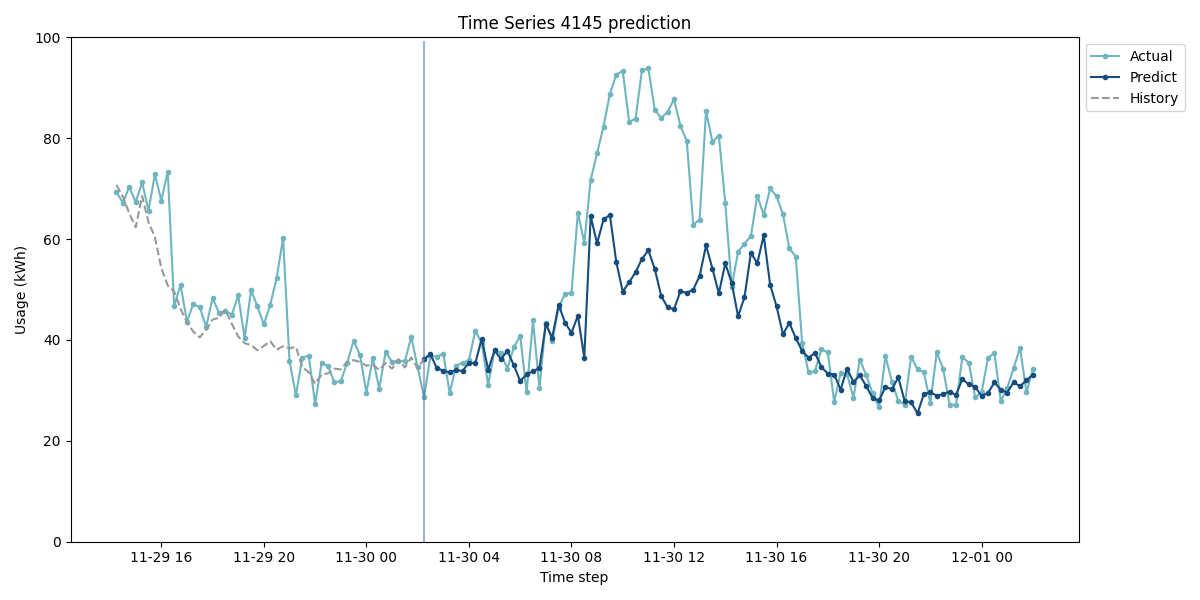 Time Series 4145 prediction
Usage (kWh)
100
80
60
40
20
0
11-29 16
11-29 20
11-30 00
11-30 04
11-30 08
11-30 12
11-30 16
11-30 20
12-01 00
Time step
Actual
Predict
History